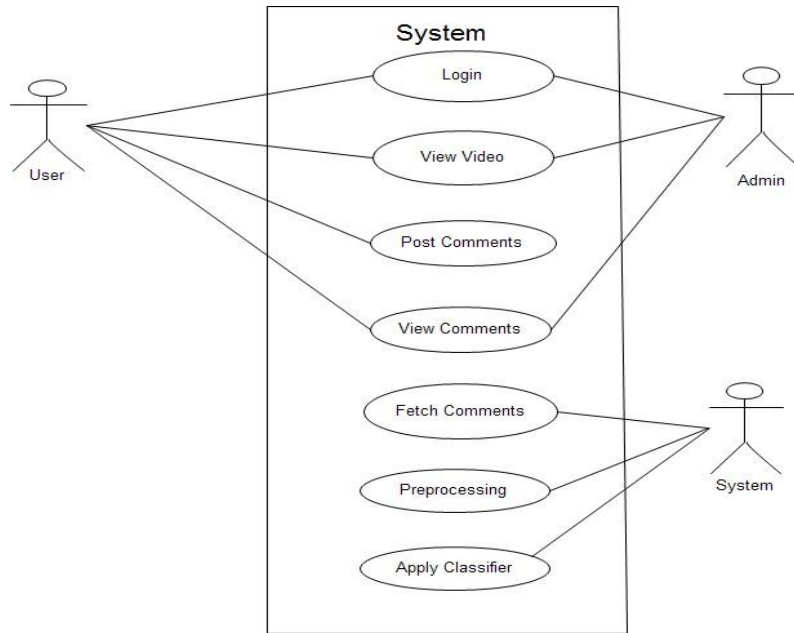 System
Login
View Video
Post Comments
View Comments
Fetch Comments
Preprocessing
Apply Classifier
User
Admin
System